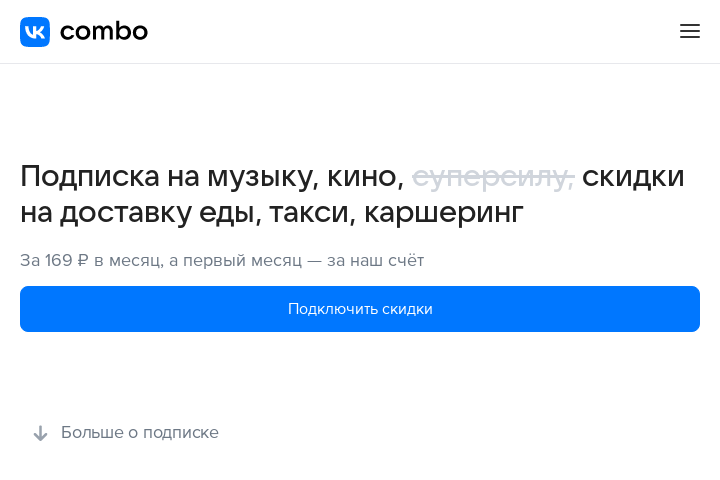 VK combo
Подписка на музыку, кино, суперсилу, скидки
на доставку еды, такси, каршеринг
За 169 ₽ в месяц, а первый месяц — за наш счёт
Подключить скидки
Больше о подписке